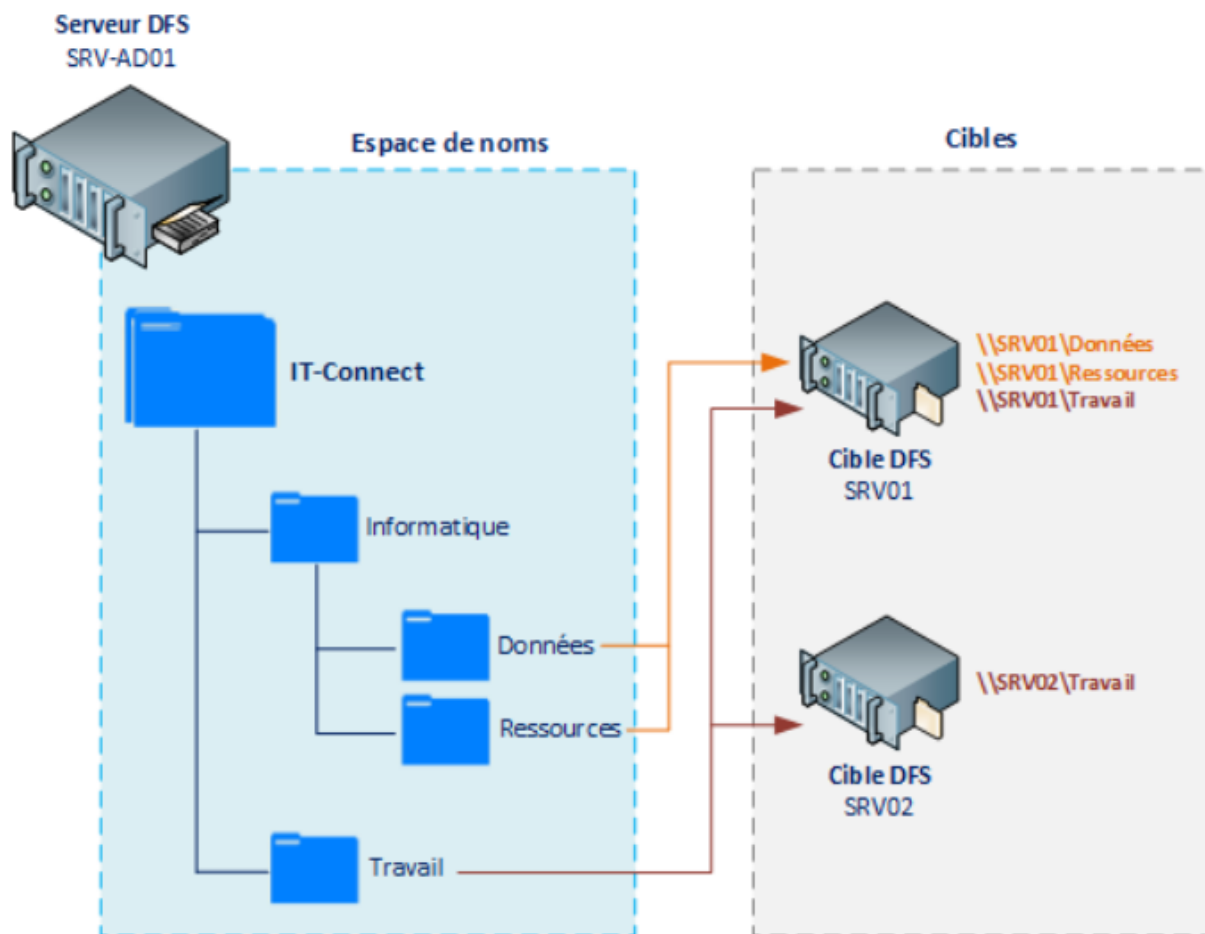 Serveur DFS
SRV-AD01
Espace de noms
Cibles
IT-Connect
\\SRV01\Données
\\SRV01\Ressources
\\SRV01\Travail
Cible DFS
SRV01
Informatique
Données
Ressources
\\SRV02\Travail
Cible DFS
SRV02
Travail